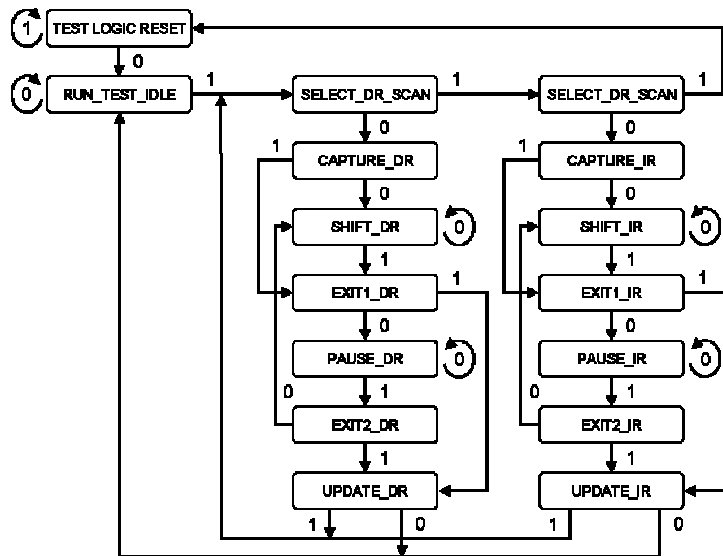 1
TEST LOGIC RESET
0
0
RUN_TEST_IDLE
1
SELECT_DR_SCAN
1
SELECT_DR_SCAN
1
0
0
1
CAPTURE_DR
1
CAPTURE_IR
0
0
SHIFT_DR
0
SHIFT_IR
0
1
1
EXIT1_DR
1
EXIT1_IR
1
0
0
PAUSE_DR
0
PAUSE_IR
0
0
1
0
1
EXIT2_DR
EXIT2_IR
1
1
UPDATE_DR
UPDATE_IR
1
0
1
0